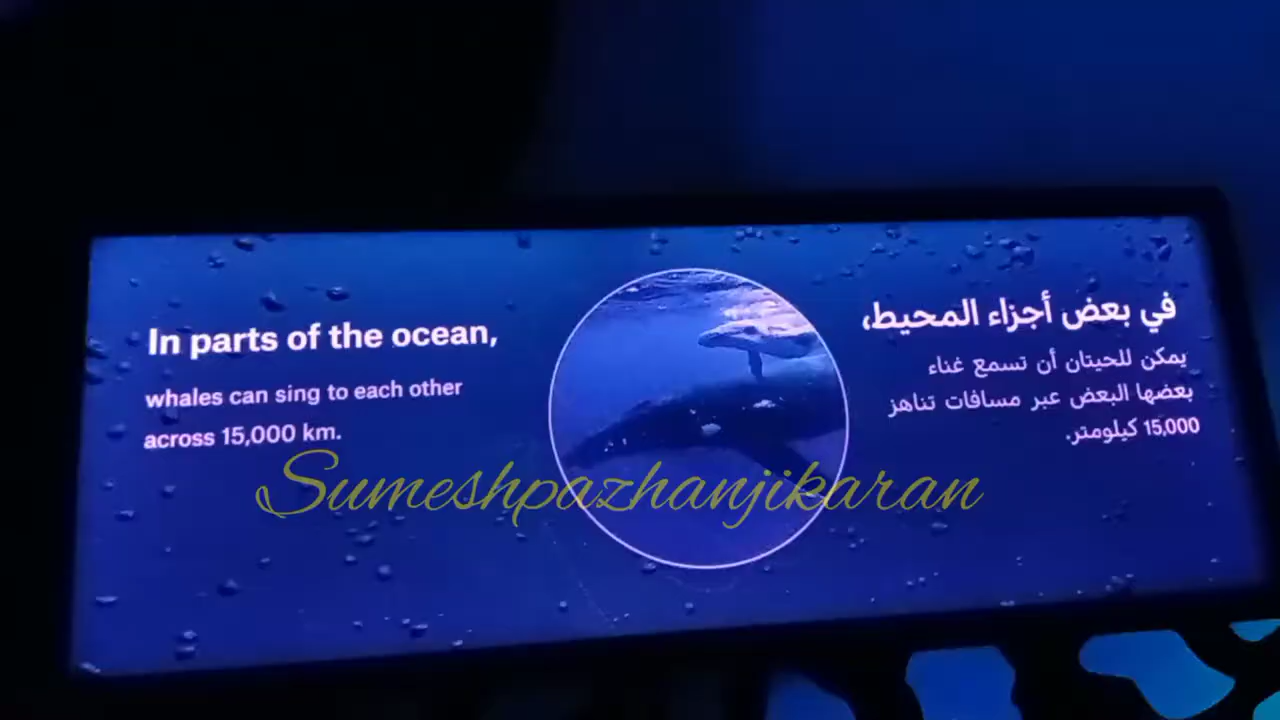 In parts of the ocean,
whales can sing to each other
across 15,000 km.
في بعض أجزاء المحيط،
يمكن للحيتان أن تسمع غناء
بعضها البعض عبر مسافات تناهز
15,000 كيلومتر.
Sumeshpazhanjikaran